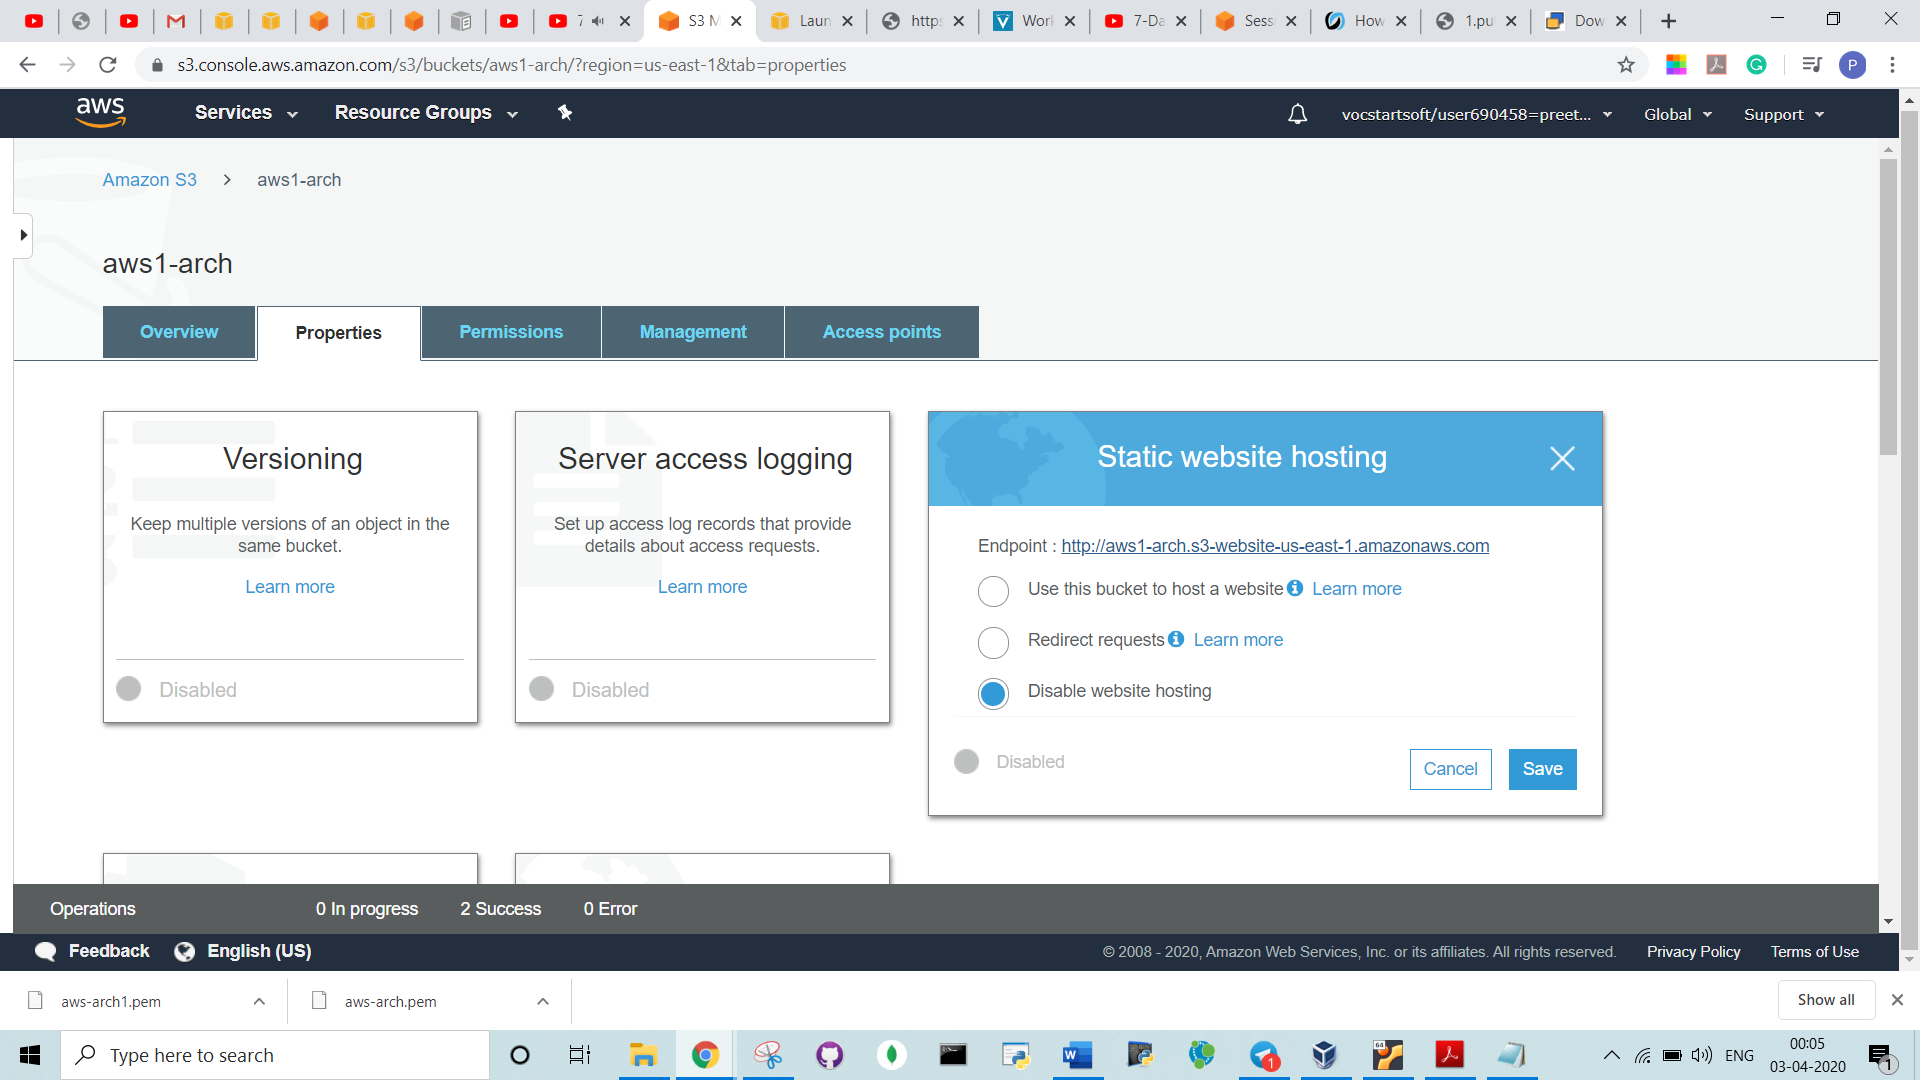 7
S3 M
Laun
http:
Work
7-Da
Sessi
How
1.pu
Dow
s3.console.aws.amazon.com/s3/buckets/aws1-arch/?region=us-east-1&tab=properties
P
aws
Services
Resource Groups
vocstartsoft/user690458=preet...
Global
Support
Amazon S3
aws1-arch
aws1-arch
Overview
Properties
Permissions
Management
Access points
Versioning
Keep multiple versions of an object in the
same bucket.
Learn more
Disabled
Server access logging
Set up access log records that provide
details about access requests.
Learn more
Disabled
Static website hosting
Endpoint : http://aws1-arch.s3-website-us-east-1.amazonaws.com
Use this bucket to host a website Learn more
Redirect requests Learn more
Disable website hosting
Disabled
Cancel
Save
Operations
0 In progress
2 Success
0 Error
Feedback
English (US)
© 2008 - 2020, Amazon Web Services, Inc. or its affiliates. All rights reserved.
Privacy Policy
Terms of Use
aws-arch1.pem
aws-arch.pem
Show all
Type here to search
ENG
00:05
03-04-2020